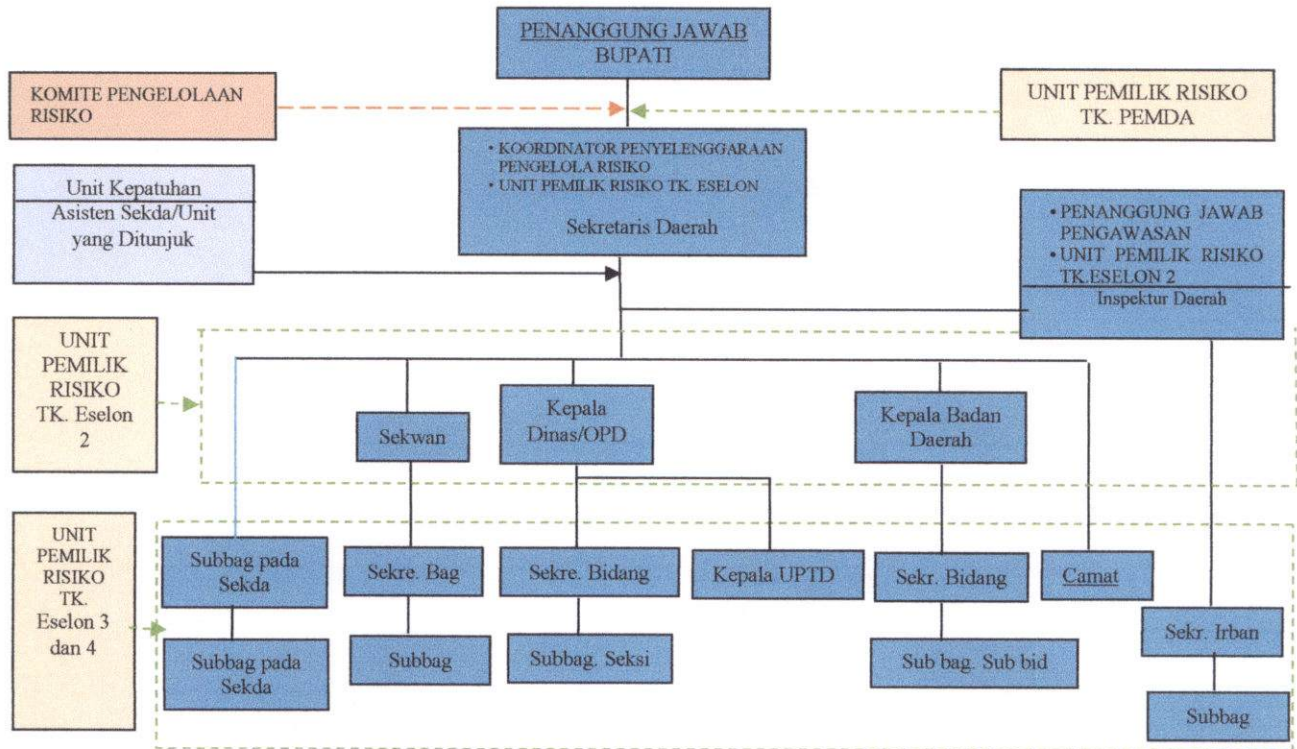 PENANGGUNG JAWAB
BUPATI
KOMITE PENGELOLAAN
RISIKO
UNIT PEMILIK RISIKO
TK. PEMDA
• KOORDINATOR PENYELENGGARAAN
PENGELOLA RISIKO
• UNIT PEMILIK RISIKO TK. ESELON
Sekretaris Daerah
Unit Kepatuhan
Asisten Sekda/Unit
yang Ditunjuk
• PENANGGUNG JAWAB
PENGAWASAN
• UNIT PEMILIK RISIKO
TK.ESELON 2
Inspektur Daerah
UNIT
PEMILIK
RISIKO
TK. Eselon
2
Sekwan
Kepala
Dinas/OPD
Kepala Badan
Daerah
UNIT
PEMILIK
RISIKO
TK.
Eselon 3
dan 4
Subbag pada
Sekda
Sekre. Bag
Sekre. Bidang
Kepala UPTD
Sekr. Bidang
Camat
Sekr. Irban
Subbag pada
Sekda
Subbag
Subbag. Seksi
Sub bag. Sub bid
Subbag